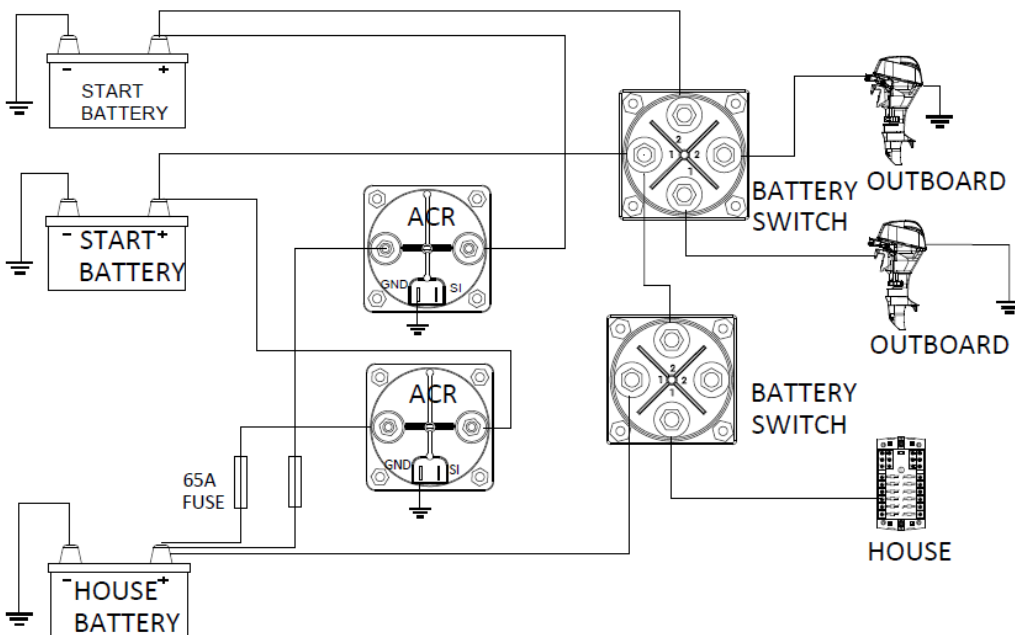 - +
START
BATTERY
- START +
BATTERY
- HOUSE +
BATTERY
65A
FUSE
ACR
GND SI
ACR
GND SI
2
1 2
1
BATTERY
SWITCH
2
1 2
1
BATTERY
SWITCH
OUTBOARD
OUTBOARD
HOUSE